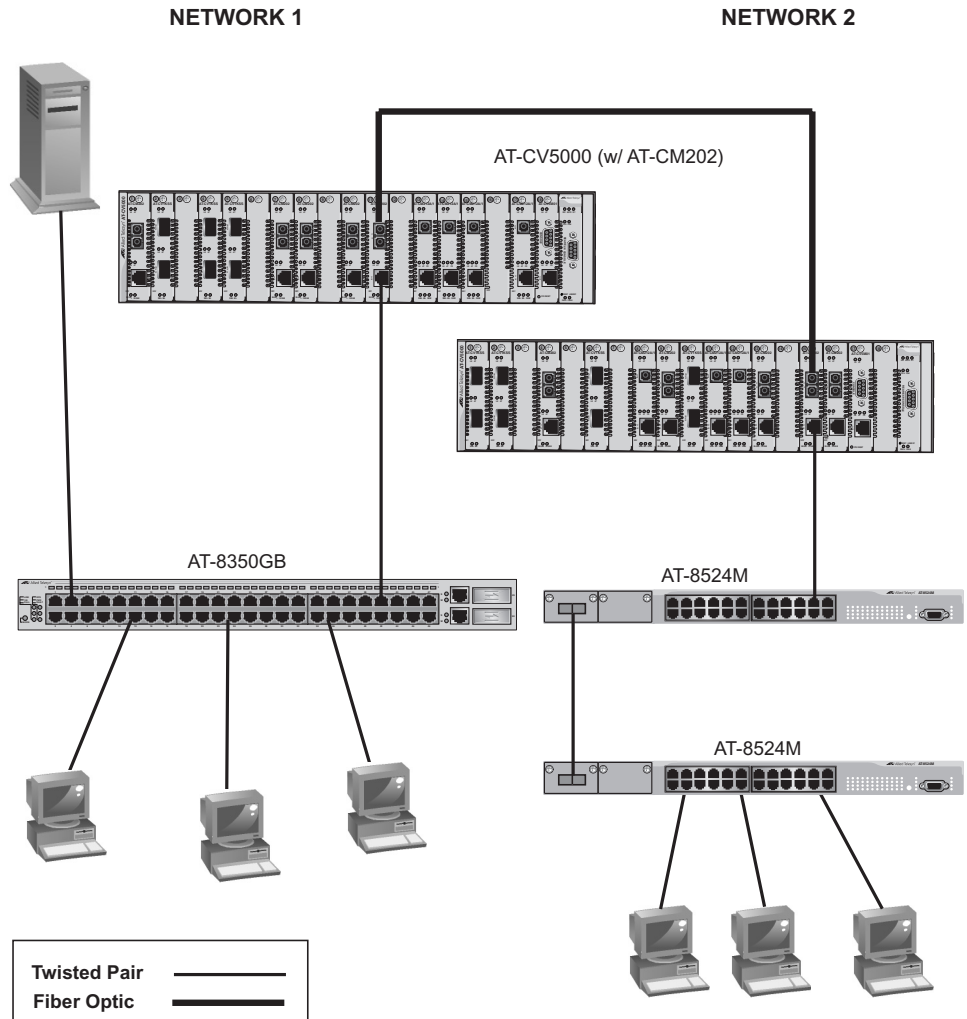 NETWORK 1
NETWORK 2
AT-CV5000 (w/ AT-CM202)
AT-8350GB
AT-8524M
AT-8524M
Twisted Pair
Fiber Optic